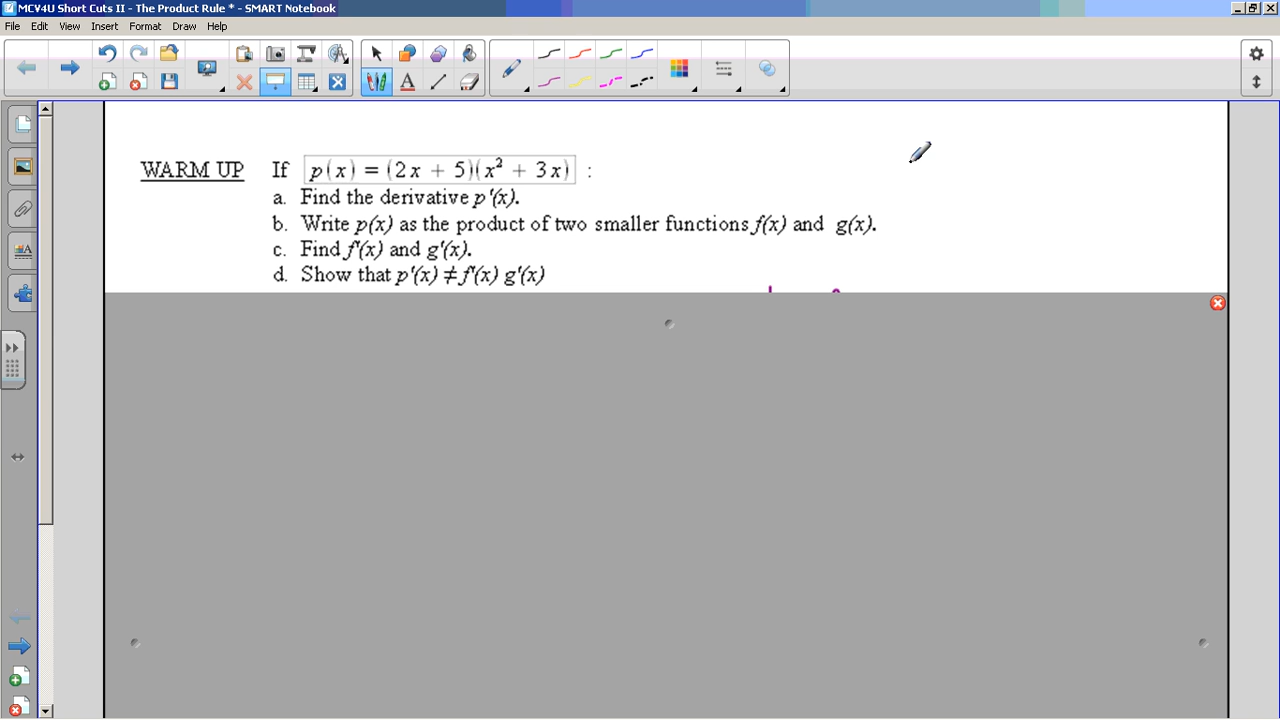 MCV4U Short Cuts II - The Product Rule * - SMART Notebook
File Edit View Insert Format Draw Help
WARM UP If p(x) = (2x + 5)(x² + 3x) :
a. Find the derivative p'(x).
b. Write p(x) as the product of two smaller functions f(x) and g(x).
c. Find f'(x) and g'(x).
d. Show that p'(x) ≠ f'(x) g'(x)